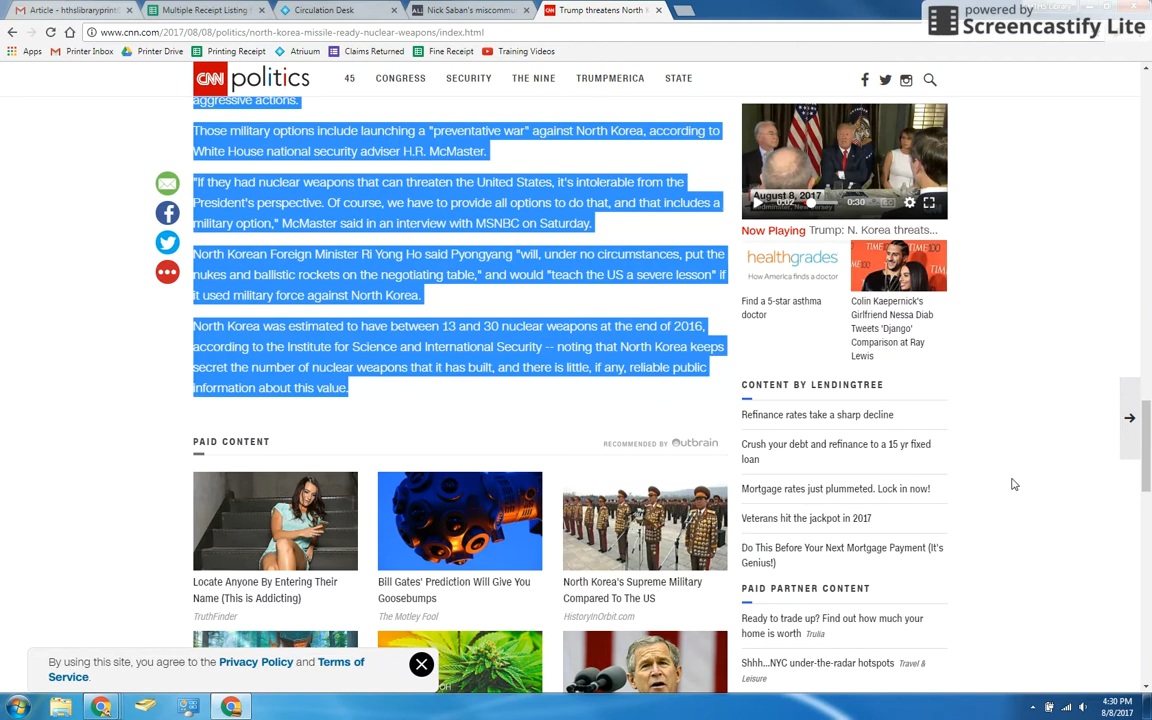 Article - hthslibraryprint
Multiple Receipt Listing
Circulation Desk
Nick Saban's miscommu
Trump threatens North K
powered by
Screencastify Lite
www.cnn.com/2017/08/08/politics/north-korea-missile-ready-nuclear-weapons/index.html
Apps
Printer Inbox
Printer Drive
Printing Receipt
Atrium
Claims Returned
Fine Receipt
Training Videos
CNN politics
45
CONGRESS
SECURITY
THE NINE
TRUMPMERICA
STATE
aggressive actions.
Those military options include launching a "preventative war" against North Korea, according to
White House national security adviser H.R. McMaster.
"If they had nuclear weapons that can threaten the United States, it's intolerable from the
President's perspective. Of course, we have to provide all options to do that, and that includes a
military option," McMaster said in an interview with MSNBC on Saturday.
North Korean Foreign Minister Ri Yong Ho said Pyongyang "will, under no circumstances, put the
nukes and ballistic rockets on the negotiating table," and would "teach the US a severe lesson" if
it used military force against North Korea.
North Korea was estimated to have between 13 and 30 nuclear weapons at the end of 2016,
according to the Institute for Science and International Security -- noting that North Korea keeps
secret the number of nuclear weapons that it has built, and there is little, if any, reliable public
information about this value.
August 8, 2017
Bedminster, New Jersey
0:02
0:30
Now Playing Trump: N. Korea threats...
healthgrades
How America finds a doctor
TIME
TIME 100
Find a 5-star asthma
doctor
Colin Kaepernick's
Girlfriend Nessa Diab
Tweets 'Django'
Comparison at Ray
Lewis
CONTENT BY LENDINGTREE
Refinance rates take a sharp decline
Crush your debt and refinance to a 15 yr fixed
loan
Mortgage rates just plummeted. Lock in now!
Veterans hit the jackpot in 2017
Do This Before Your Next Mortgage Payment (It's
Genius!)
PAID PARTNER CONTENT
Ready to trade up? Find out how much your
home is worth Trulia
Shhh...NYC under-the-radar hotspots Travel &
Leisure
PAID CONTENT
RECOMMENDED BY Outbrain
Locate Anyone By Entering Their
Name (This is Addicting)
TruthFinder
Bill Gates' Prediction Will Give You
Goosebumps
The Motley Fool
North Korea's Supreme Military
Compared To The US
HistoryInOrbit.com
By using this site, you agree to the Privacy Policy and Terms of
Service.
4:30 PM
8/8/2017